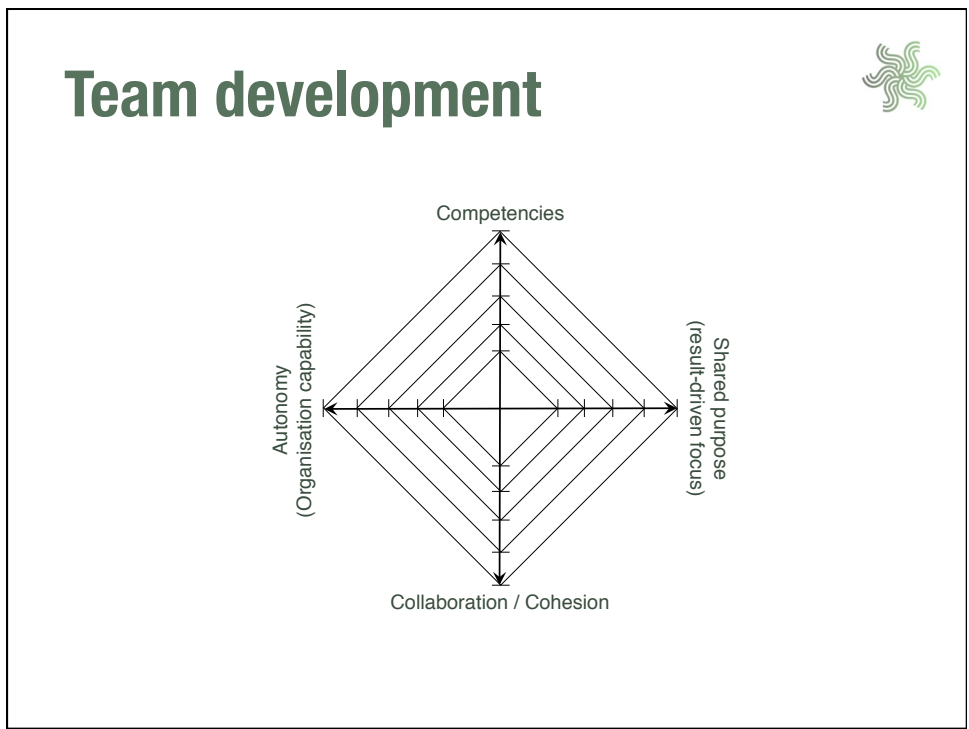 Team development
Competencies
Autonomy
(Organisation capability)
Shared purpose
(result-driven focus)
Collaboration / Cohesion